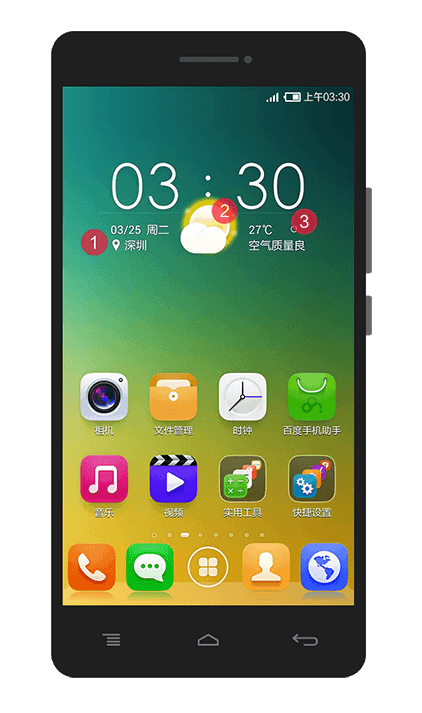 上午03:30
03:30
03/25 周二
27℃
1
2
3
深圳
空气质量良
相机
文件管理
时钟
百度手机助手
音乐
视频
实用工具
快捷设置